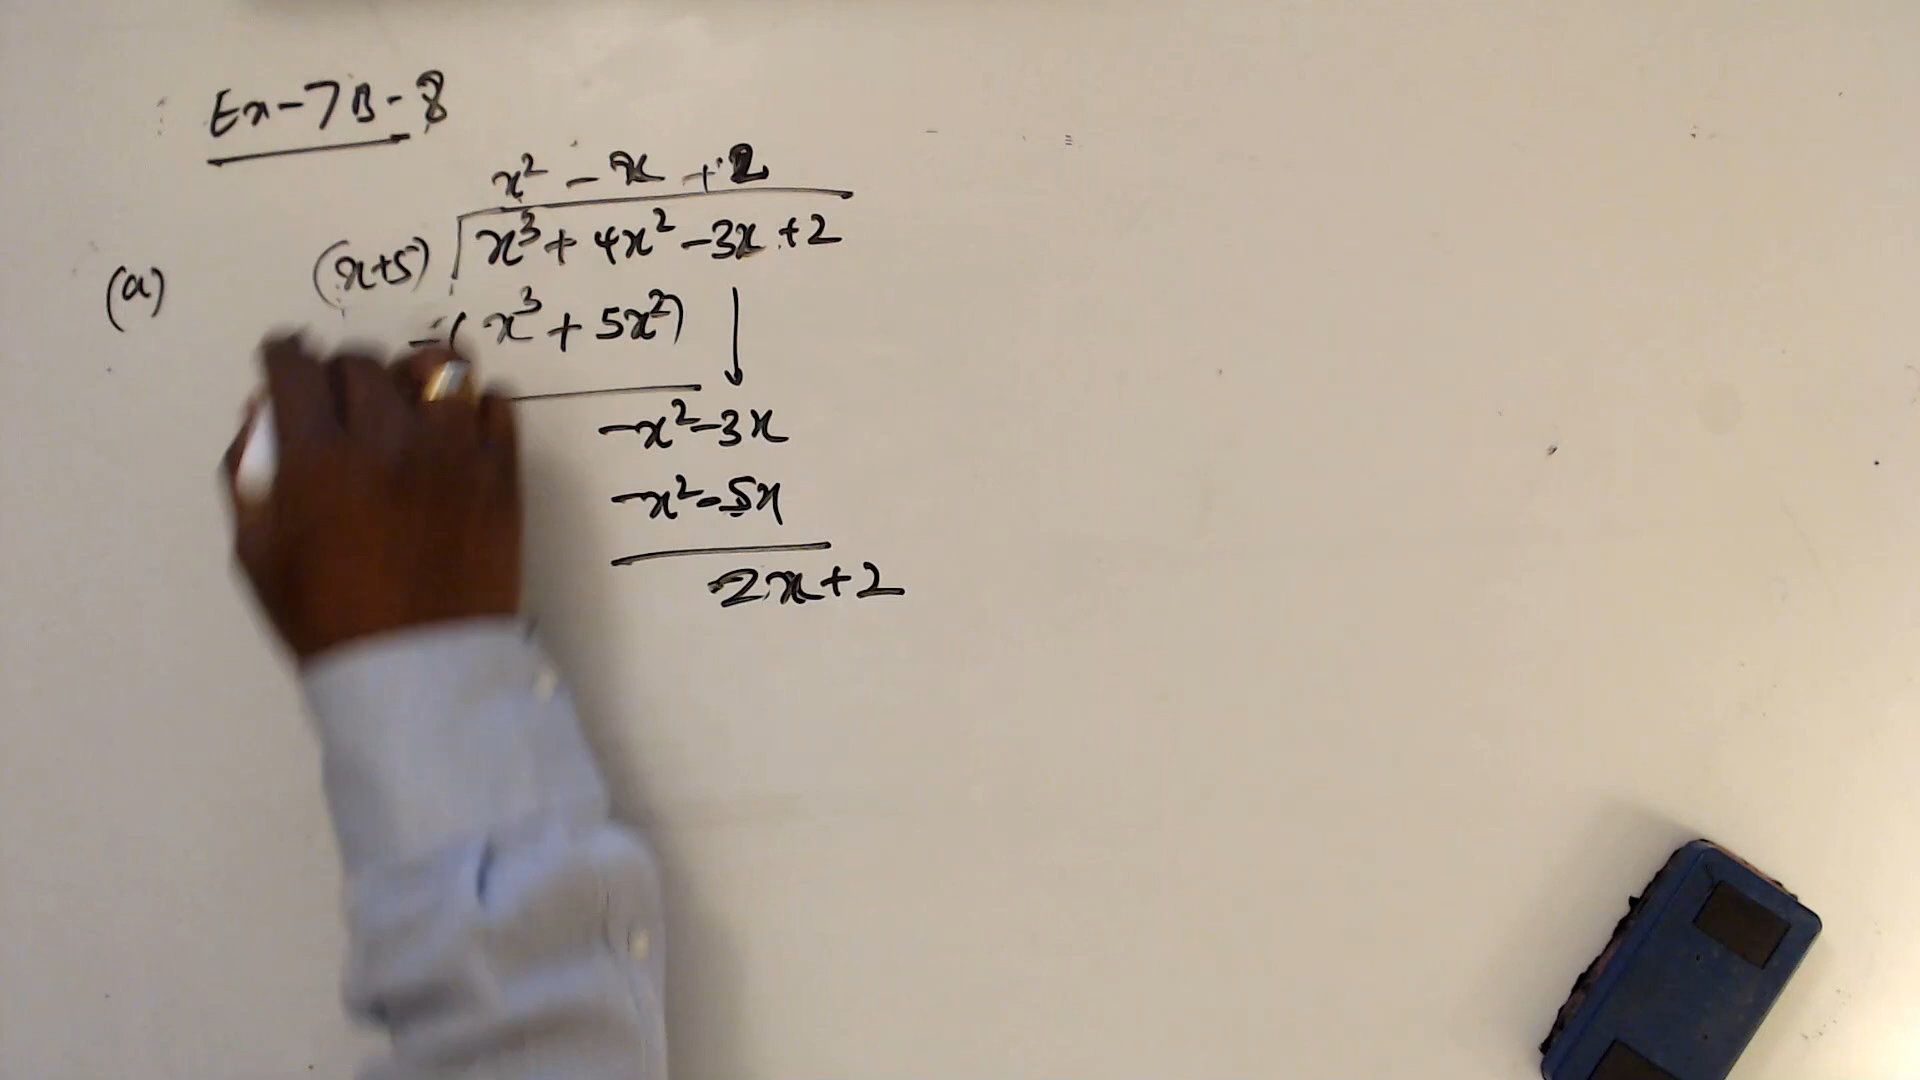 Ex-7B-8
x² - x + 2
(a) (x+5) x³ + 4x² - 3x + 2
-( x³ + 5x²)
-x² - 3x
-x² - 5x
2x + 2